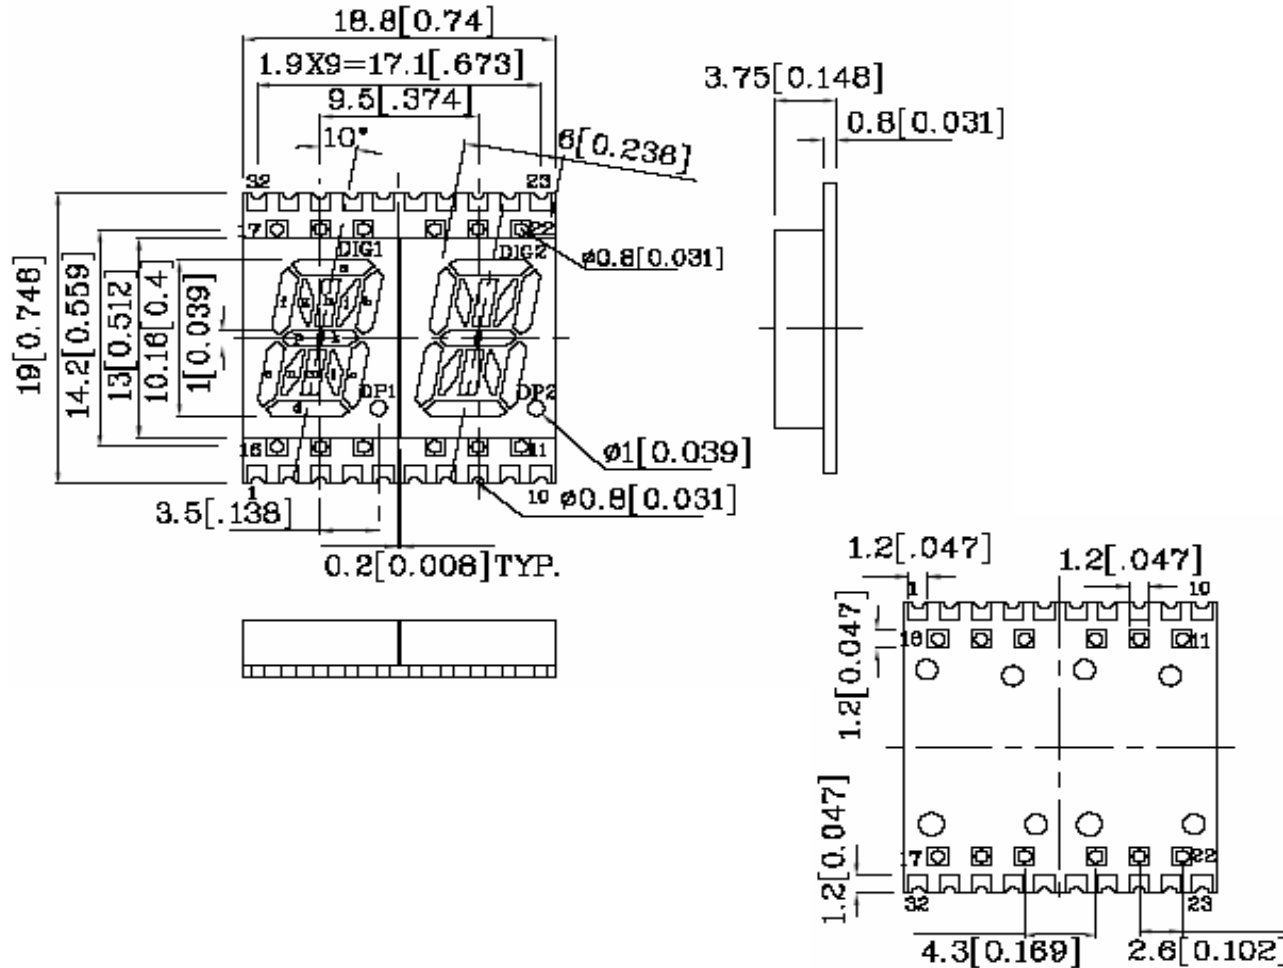 18.8[0.74]
1.9X9=17.1[.673]
9.5[.374]
10°
6[0.236]
32
23
17
22
DIG1
DIG2
ø0.8[0.031]
a
f
g
h
j
b
p
k
e
n
m
l
c
d
DP1
DP2
19[0.748]
14.2[0.559]
13[0.512]
10.16[0.4]
1[0.039]
16
11
1
10
ø1[0.039]
ø0.8[0.031]
3.5[.138]
0.2[0.008]TYP.
3.75[0.148]
0.8[0.031]
1.2[.047]
1.2[.047]
1
10
16
11
1.2[0.047]
1.2[0.047]
17
22
32
23
4.3[0.169]
2.6[0.102]